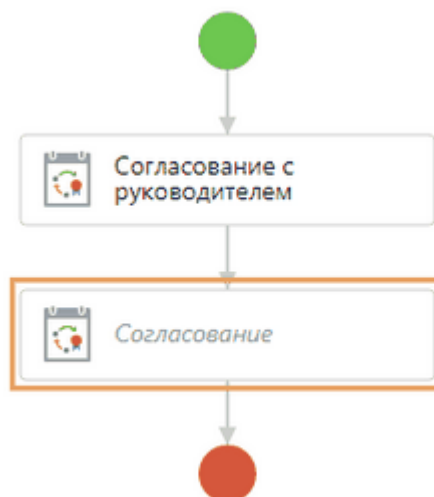 Согласование с
руководителем
Согласование